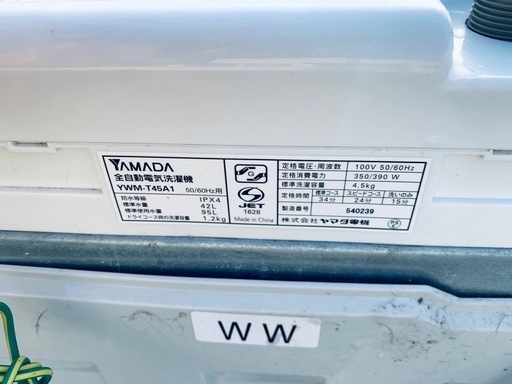 YAMADA
全自動電気洗濯機
YWM-T45A1 50/60Hz用
防水等級 IPX4
標準水量 42L
標準使用水量 95L
ドライコース時の洗濯容量 1.2kg
G
S
JET
1628
Made in China
定格電圧・周波数 100V 50/60Hz
定格消費電力 350/390 W
標準洗濯容量 4.5kg
定格時間 標準コース スピードコース 洗いのみ
34分 24分 15分
製造番号 540239
株式会社ヤマダ電機
WW